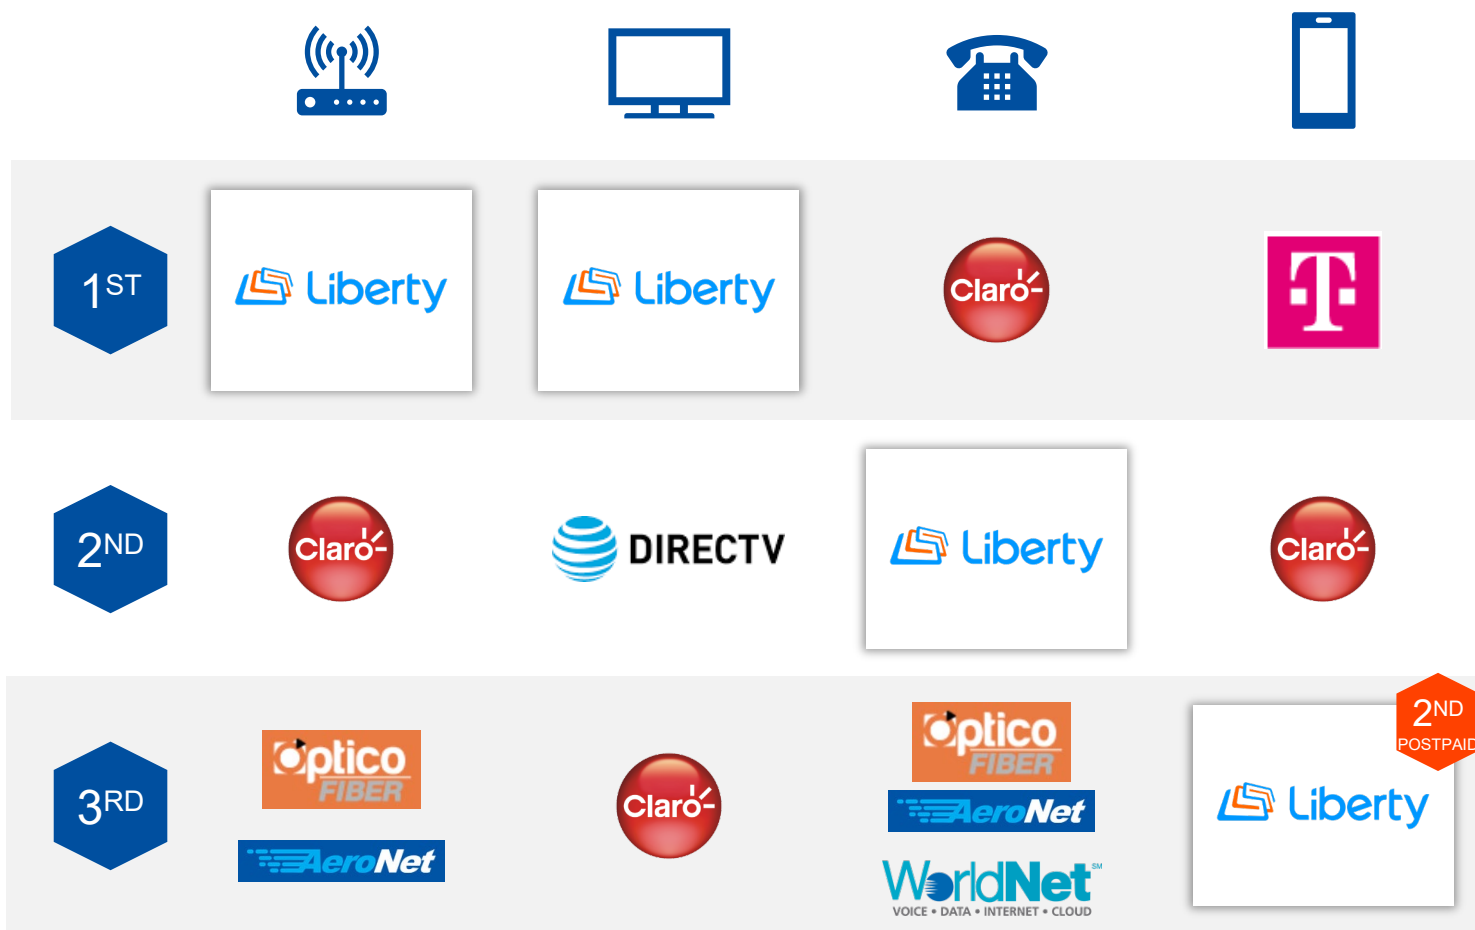 1ST
Liberty
Liberty
Claro
T
2ND
Claro
DIRECTV
Liberty
Claro
3RD
optico
FIBER
AeroNet
Claro
optico
FIBER
AeroNet
WorldNet SM
VOICE • DATA • INTERNET • CLOUD
2ND
POSTPAID
Liberty